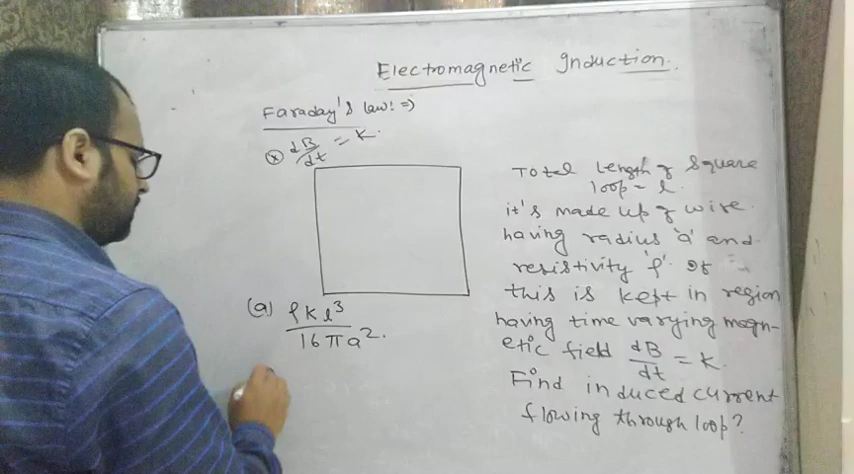 Electromagnetic Induction.
Faraday's law: ⇒
ⓧ dB/dt = K.
Total length of square
loop = l.
it's made up of wire
having radius 'a' and
resistivity 'ρ'. If
this is kept in region
having time varying magn-
etic field dB/dt = K.
Find induced current
flowing through loop?
(a) ρKl³/16πa².